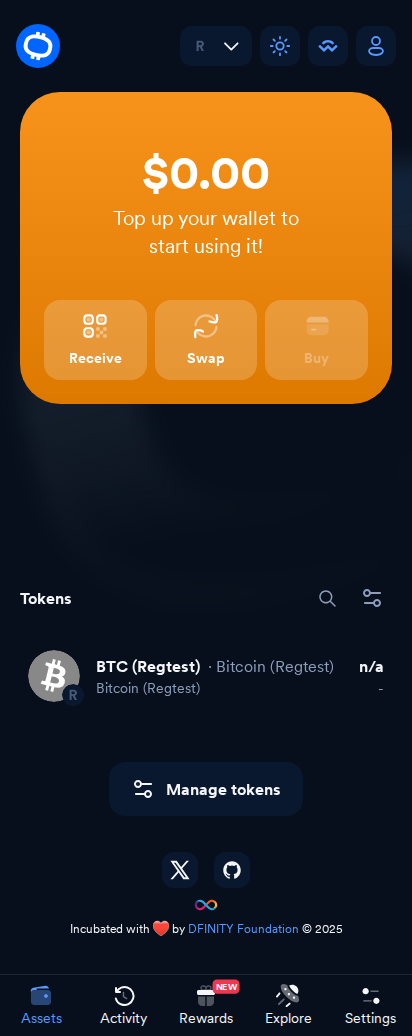 R
$0.00
Top up your wallet to
start using it!
Receive
Swap
Buy
Tokens
BTC (Regtest) · Bitcoin (Regtest) n/a
Bitcoin (Regtest) -
R
Manage tokens
Incubated with ❤️ by DFINITY Foundation © 2025
NEW
Assets
Activity
Rewards
Explore
Settings